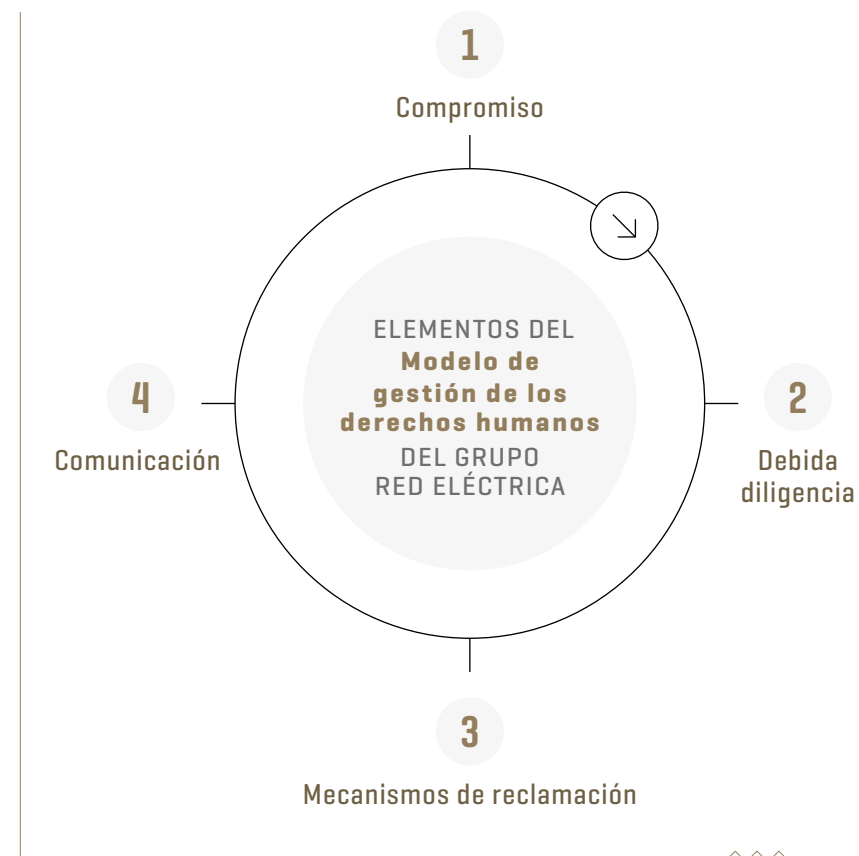 1
Compromiso
ELEMENTOS DEL
Modelo de
gestión de los
derechos humanos
DEL GRUPO
RED ELÉCTRICA
4
Comunicación
2
Debida
diligencia
3
Mecanismos de reclamación